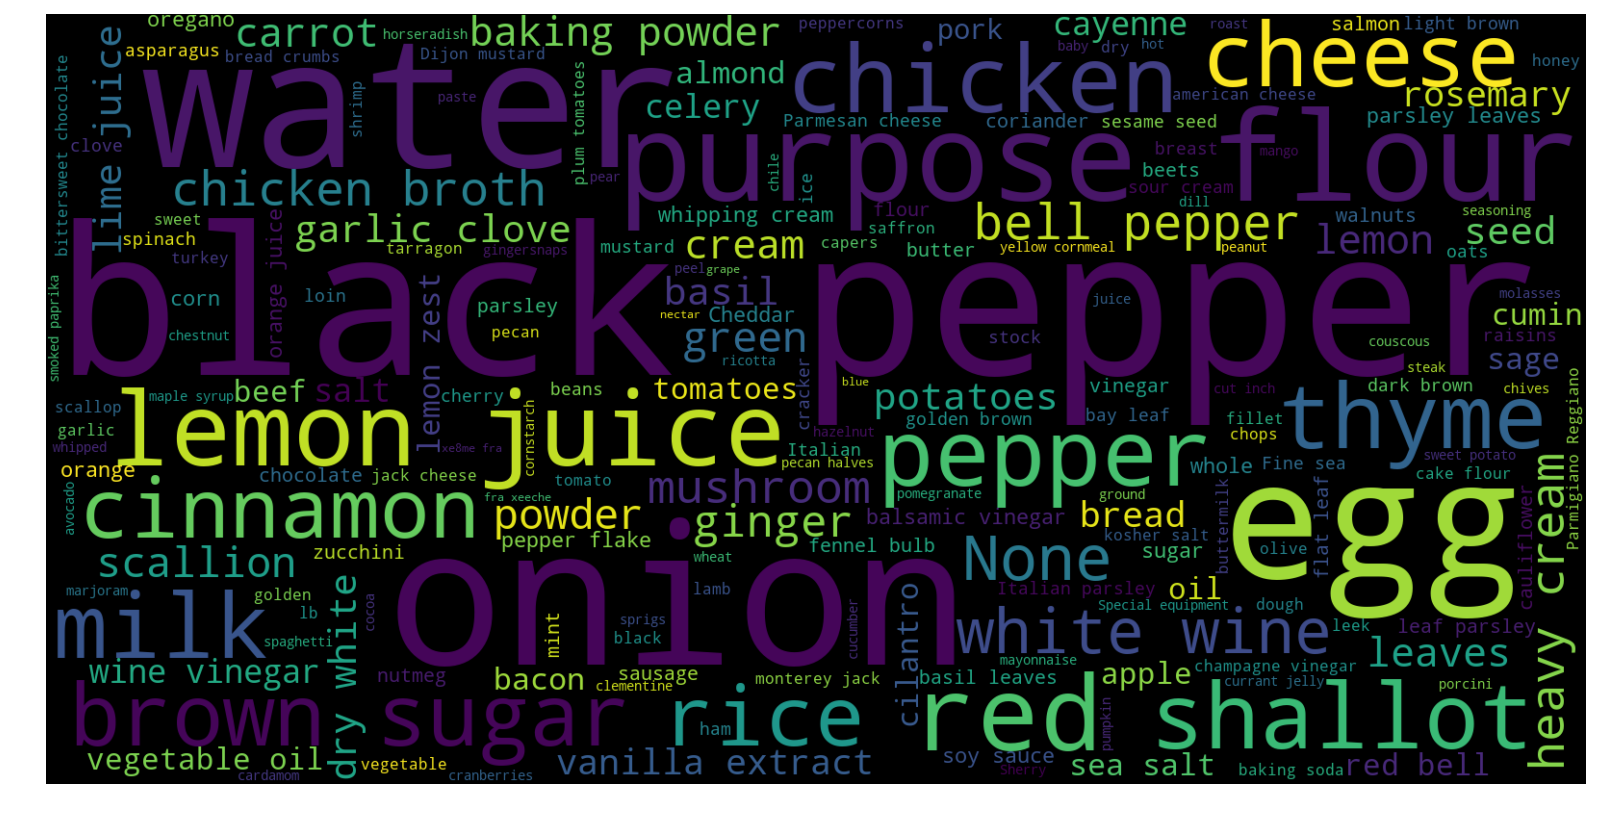 oregano
carrot
horseradish
baking powder
peppercorns
pork
cayenne
roast
salmon
light brown
asparagus
bread crumbs
Dijon mustard
baby
dry
hot
honey
water
chicken
cheese
almond
paste
shrimp
plum tomatoes
celery
american cheese
rosemary
bittersweet chocolate
lime juice
clove
Parmesan cheese
coriander
sesame seed
parsley leaves
purpose flour
breast
mango
chile
beets
pear
ice
sour cream
chicken broth
dill
sweet
orange juice
garlic clove
whipping cream
flour
saffron
bell pepper
walnuts
seasoning
seed
spinach
tarragon
gingersnaps
mustard
cream
capers
butter
yellow cornmeal
peanut
lemon
oats
turkey
peel
grape
black pepper
smoked paprika
corn
loin
lemon zest
parsley
basil
juice
molasses
nectar
Cheddar
cumin
chestnut
pecan
green
stock
raisins
couscous
ricotta
sage
steak
maple syrup
beef
salt
cherry
beans
tomatoes
cracker
blue
potatoes
vinegar
cut inch
dark brown
chives
scallop
lemon juice
golden brown
bay leaf
fillet
thyme
Parmigiano Reggiano
garlic
hazelnut
chops
whipped
xe8me fra
cornstarch
Italian
pepper
sweet potato
orange
chocolate
jack cheese
tomato
pecan halves
whole
Fine sea
cake flour
avocado
cinnamon
fra xeeche
mushroom
pomegranate
ground
egg
powder
ginger
balsamic vinegar
bread
buttermilk
flat leaf
cauliflower
heavy cream
kosher salt
scallion
zucchini
pepper flake
fennel bulb
None
sugar
olive
wheat
marjoram
golden
onion
lamb
Italian parsley
oil
milk
lb
dry white
cocoa
mint
sprigs
cucumber
cilantro
Special equipment
dough
spaghetti
black
white wine
leek
leaf parsley
leaves
wine vinegar
nutmeg
bacon
sausage
clementine
monterey jack
basil leaves
mayonnaise
apple
champagne vinegar
currant jelly
porcini
brown sugar
rice
ham
red shallot
pumpkin
vegetable oil
vegetable
cardamom
cranberries
vanilla extract
soy sauce
Sherry
sea salt
baking soda
red bell